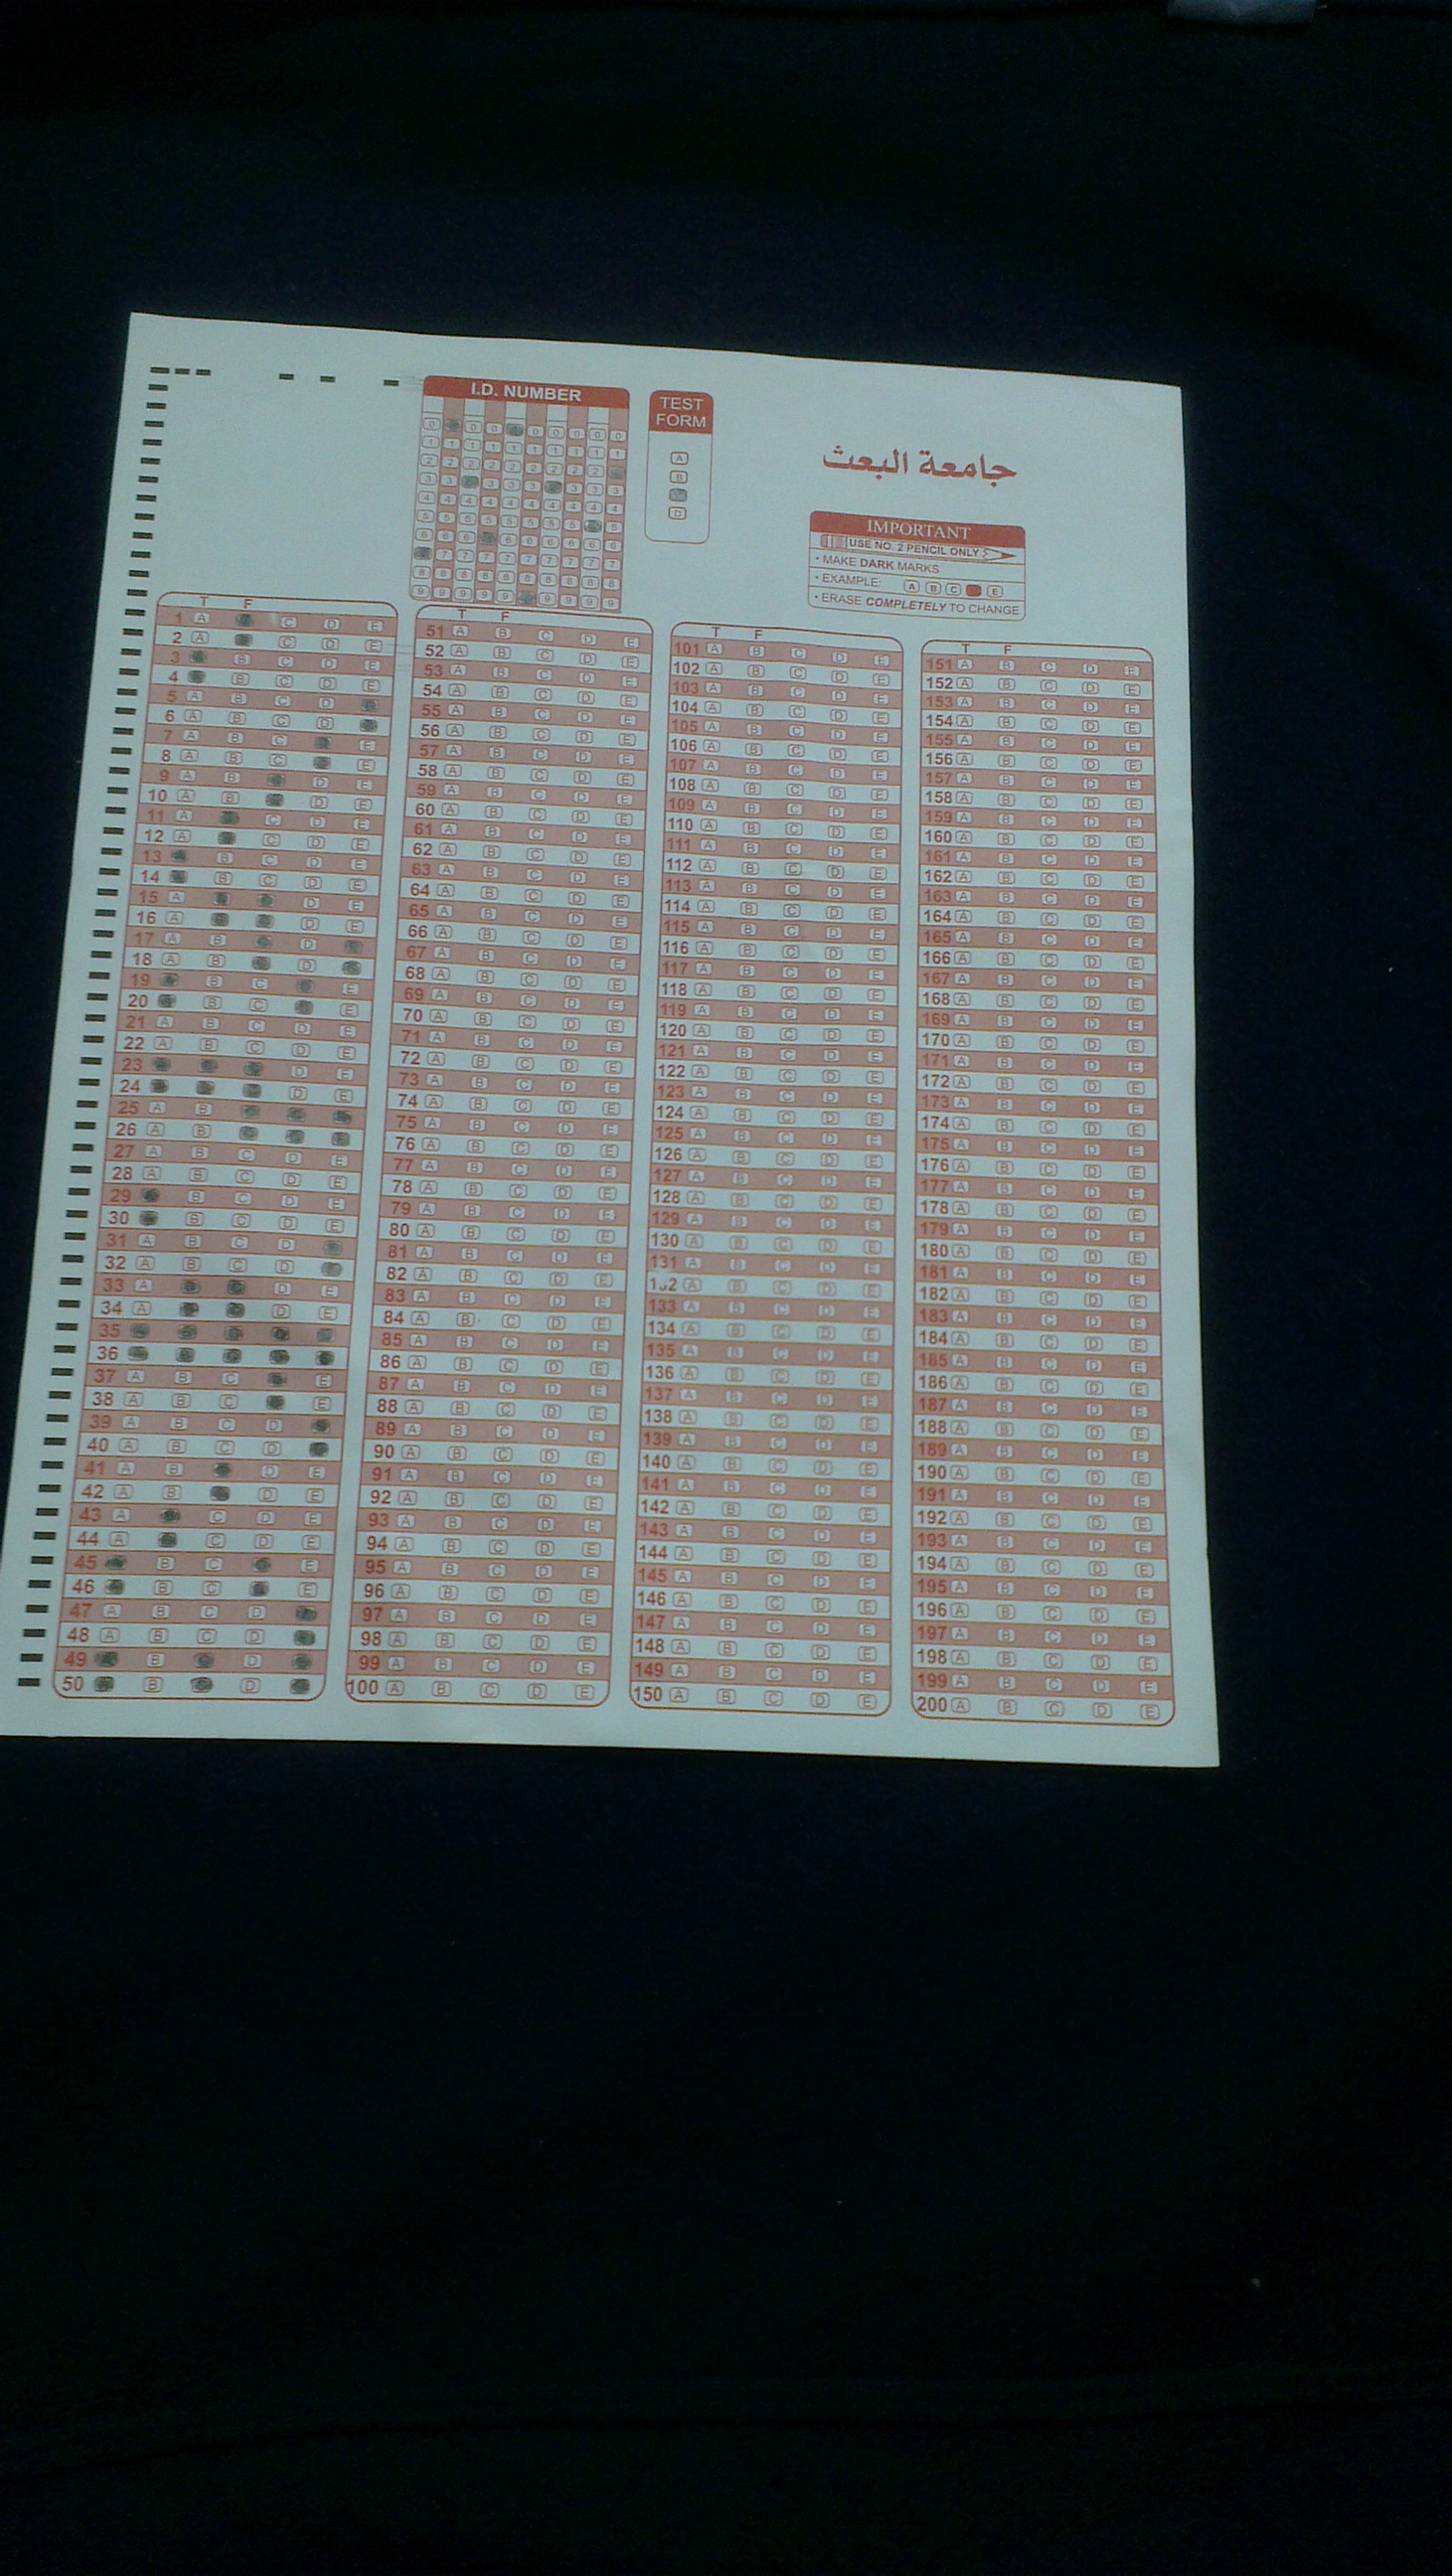 I.D. NUMBER
0 0 0 0 0 0 0 0
1 1 1 1 1 1 1 1 1 1
2 2 2 2 2 2 2 2 2
3 3 3 3 3 3 3 3
4 4 4 4 4 4 4 4 4 4
5 5 5 5 5 5 5 5 5
6 6 6 6 6 6 6 6 6
7 7 7 7 7 7 7 7 7
8 8 8 8 8 8 8 8 8 8
9 9 9 9 9 9 9 9 9
TEST
FORM
A
B
D
جامعة البعث
IMPORTANT
USE NO. 2 PENCIL ONLY
• MAKE DARK MARKS
• EXAMPLE: A B C E
• ERASE COMPLETELY TO CHANGE
T F
1 A C D E
2 A C D E
3 B C D E
4 B C D E
5 A B C D
6 A B C D
7 A B C E
8 A B C E
9 A B D E
10 A B D E
11 A C D E
12 A C D E
13 B C D E
14 B C D E
15 A D E
16 A D E
17 A B D
18 A B D
19 B C E
20 B C E
21 A B C D E
22 A B C D E
23 D E
24 D E
25 A B
26 A B
27 A B C D E
28 A B C D E
29 B C D E
30 B C D E
31 A B C D
32 A B C D
33 A D E
34 A D E
35
36
37 A B C E
38 A B C E
39 A B C D
40 A B C D
41 A B D E
42 A B D E
43 A C D E
44 A C D E
45 B C E
46 B C E
47 A B C D
48 A B C D
49 B D
50 B D
T F
51 A B C D E
52 A B C D E
53 A B C D E
54 A B C D E
55 A B C D E
56 A B C D E
57 A B C D E
58 A B C D E
59 A B C D E
60 A B C D E
61 A B C D E
62 A B C D E
63 A B C D E
64 A B C D E
65 A B C D E
66 A B C D E
67 A B C D E
68 A B C D E
69 A B C D E
70 A B C D E
71 A B C D E
72 A B C D E
73 A B C D E
74 A B C D E
75 A B C D E
76 A B C D E
77 A B C D E
78 A B C D E
79 A B C D E
80 A B C D E
81 A B C D E
82 A B C D E
83 A B C D E
84 A B C D E
85 A B C D E
86 A B C D E
87 A B C D E
88 A B C D E
89 A B C D E
90 A B C D E
91 A B C D E
92 A B C D E
93 A B C D E
94 A B C D E
95 A B C D E
96 A B C D E
97 A B C D E
98 A B C D E
99 A B C D E
100 A B C D E
T F
101 A B C D E
102 A B C D E
103 A B C D E
104 A B C D E
105 A B C D E
106 A B C D E
107 A B C D E
108 A B C D E
109 A B C D E
110 A B C D E
111 A B C D E
112 A B C D E
113 A B C D E
114 A B C D E
115 A B C D E
116 A B C D E
117 A B C D E
118 A B C D E
119 A B C D E
120 A B C D E
121 A B C D E
122 A B C D E
123 A B C D E
124 A B C D E
125 A B C D E
126 A B C D E
127 A B C D E
128 A B C D E
129 A B C D E
130 A B C D E
131 A B C D E
132 A B C D E
133 A B C D E
134 A B C D E
135 A B C D E
136 A B C D E
137 A B C D E
138 A B C D E
139 A B C D E
140 A B C D E
141 A B C D E
142 A B C D E
143 A B C D E
144 A B C D E
145 A B C D E
146 A B C D E
147 A B C D E
148 A B C D E
149 A B C D E
150 A B C D E
T F
151 A B C D E
152 A B C D E
153 A B C D E
154 A B C D E
155 A B C D E
156 A B C D E
157 A B C D E
158 A B C D E
159 A B C D E
160 A B C D E
161 A B C D E
162 A B C D E
163 A B C D E
164 A B C D E
165 A B C D E
166 A B C D E
167 A B C D E
168 A B C D E
169 A B C D E
170 A B C D E
171 A B C D E
172 A B C D E
173 A B C D E
174 A B C D E
175 A B C D E
176 A B C D E
177 A B C D E
178 A B C D E
179 A B C D E
180 A B C D E
181 A B C D E
182 A B C D E
183 A B C D E
184 A B C D E
185 A B C D E
186 A B C D E
187 A B C D E
188 A B C D E
189 A B C D E
190 A B C D E
191 A B C D E
192 A B C D E
193 A B C D E
194 A B C D E
195 A B C D E
196 A B C D E
197 A B C D E
198 A B C D E
199 A B C D E
200 A B C D E